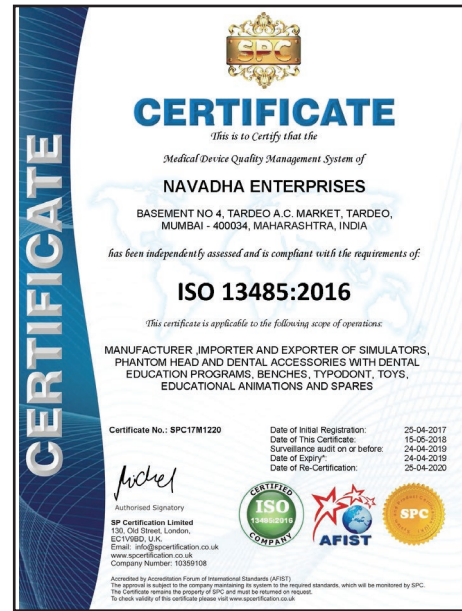 SPC
CERTIFICATE
CERTIFICATE
This is to Certify that the
Medical Device Quality Management System of
NAVADHA ENTERPRISES
BASEMENT NO 4, TARDEO A.C. MARKET, TARDEO,
MUMBAI - 400034, MAHARASHTRA, INDIA
has been independently assessed and is compliant with the requirements of:
ISO 13485:2016
This certificate is applicable to the following scope of operations:
MANUFACTURER ,IMPORTER AND EXPORTER OF SIMULATORS,
PHANTOM HEAD AND DENTAL ACCESSORIES WITH DENTAL
EDUCATION PROGRAMS, BENCHES, TYPODONT, TOYS,
EDUCATIONAL ANIMATIONS AND SPARES
Certificate No.: SPC17M1220
Date of Initial Registration: 25-04-2017
Date of This Certificate: 15-05-2018
Surveillance audit on or before: 24-04-2019
Date of Expiry*: 24-04-2019
Date of Re-Certification: 25-04-2020
Michel
Authorised Signatory
SP Certification Limited
130, Old Street, London,
EC1V9BD, U.K.
Email: info@spcertification.co.uk
www.spcertification.co.uk
Company Number: 10359108
CERTIFIED
ISO
13485:2016
COMPANY
AFIST
SPC
Accredited by Accreditation Forum of International Standards (AFIST)
The approval is subject to the company maintaining its system to the required standards, which will be monitored by SPC.
The Certificate remains the property of SPC and must be returned on request.
To check validity of this certificate please visit www.spcertification.co.uk